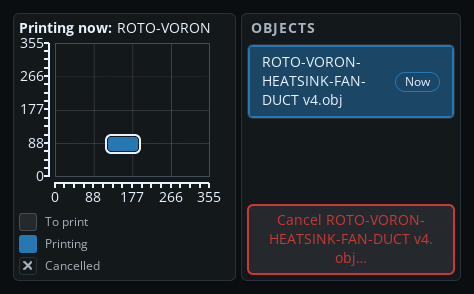 Printing now: ROTO-VORON
355
266
177
88
0
0 88 177 266 355
To print
Printing
Cancelled
OBJECTS
ROTO-VORON-
HEATSINK-FAN-
DUCT v4.obj
Now
Cancel ROTO-VORON-
HEATSINK-FAN-DUCT v4.
obj...